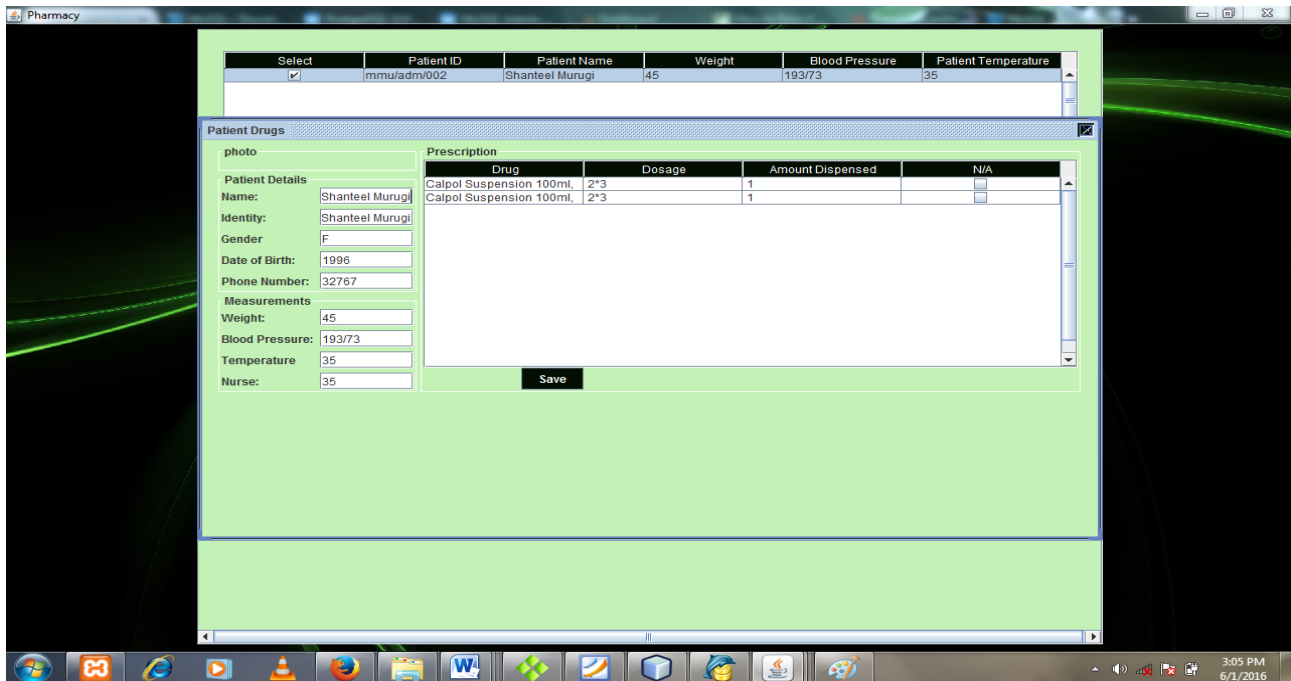 Pharmacy
Select Patient ID Patient Name Weight Blood Pressure Patient Temperature
mmu/adm/002 Shanteel Murugi 45 193/73 35
Patient Drugs
photo
Patient Details
Name: Shanteel Murugi
Identity: Shanteel Murugi
Gender F
Date of Birth: 1996
Phone Number: 32767
Measurements
Weight: 45
Blood Pressure: 193/73
Temperature 35
Nurse: 35
Prescription
Drug Dosage Amount Dispensed N/A
Calpol Suspension 100ml, 2*3 1
Calpol Suspension 100ml, 2*3 1
Save
3:05 PM
6/1/2016